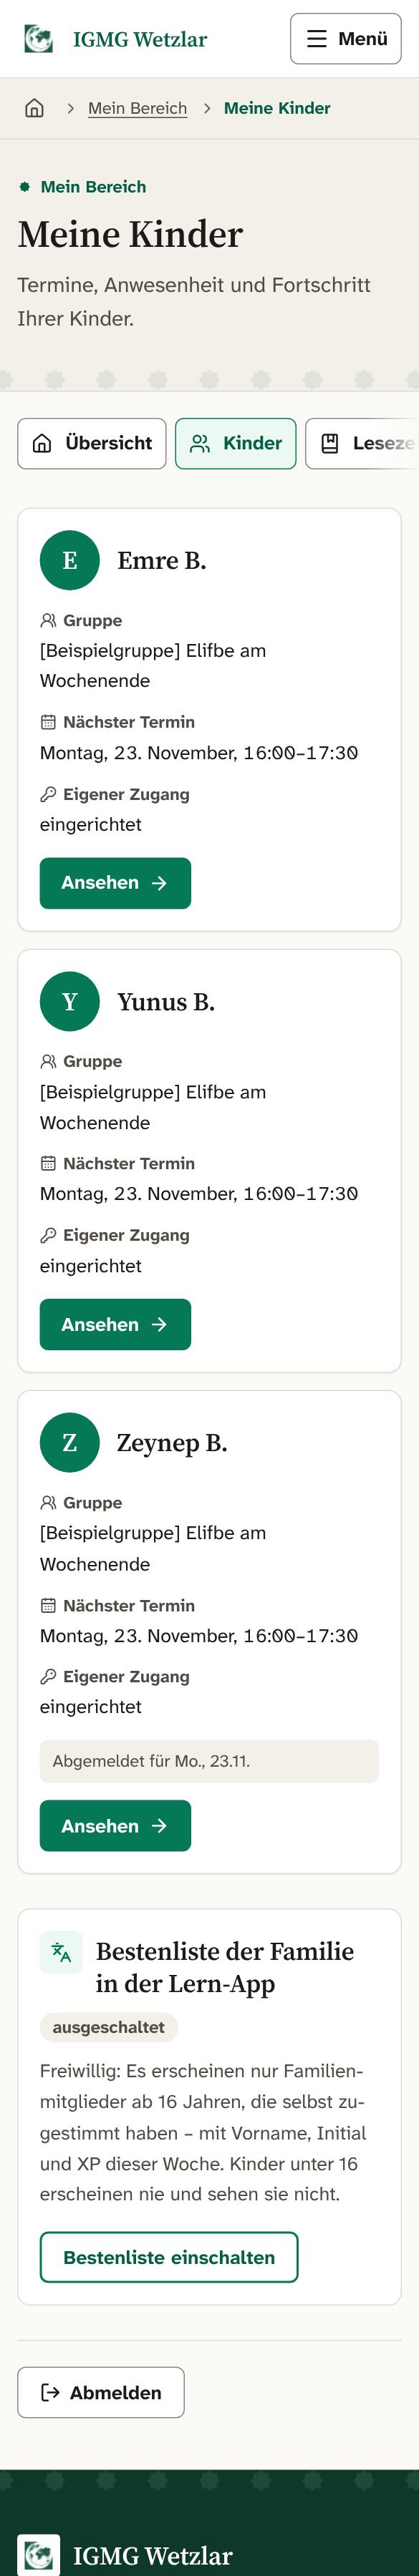 IGMG Wetzlar
Menü
Mein Bereich
Meine Kinder
Mein Bereich
Meine Kinder
Termine, Anwesenheit und Fortschritt
Ihrer Kinder.
Übersicht
Kinder
E
Emre B.
Gruppe
[Beispielgruppe] Elifbe am
Wochenende
Nächster Termin
Montag, 23. November, 16:00–17:30
Eigener Zugang
eingerichtet
Ansehen
Y
Yunus B.
Gruppe
[Beispielgruppe] Elifbe am
Wochenende
Nächster Termin
Montag, 23. November, 16:00–17:30
Eigener Zugang
eingerichtet
Ansehen
Z
Zeynep B.
Gruppe
[Beispielgruppe] Elifbe am
Wochenende
Nächster Termin
Montag, 23. November, 16:00–17:30
Eigener Zugang
eingerichtet
Abgemeldet für Mo., 23.11.
Ansehen
Bestenliste der Familie
in der Lern-App
ausgeschaltet
Freiwillig: Es erscheinen nur Familien-
mitglieder ab 16 Jahren, die selbst zu-
gestimmt haben – mit Vorname, Initial
und XP dieser Woche. Kinder unter 16
erscheinen nie und sehen sie nicht.
Bestenliste einschalten
Abmelden
IGMG Wetzlar